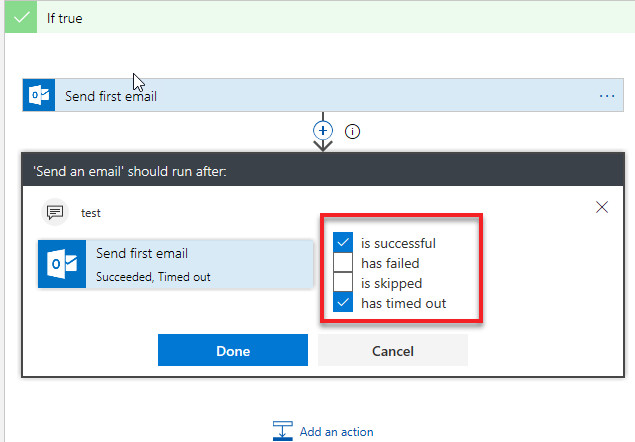 If true
Send first email
'Send an email' should run after:
test
Send first email
Succeeded, Timed out
is successful
has failed
is skipped
has timed out
Done
Cancel
Add an action